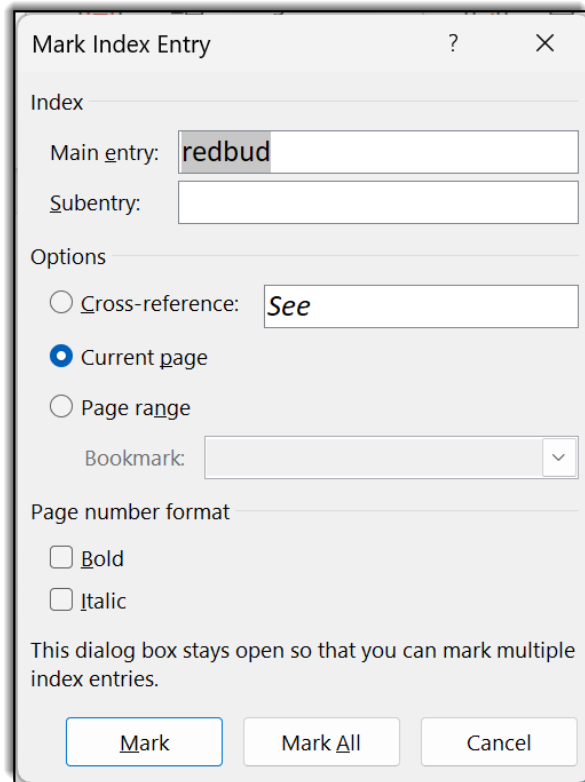 Mark Index Entry ?
Index
Main entry: redbud
Subentry:
Options
Cross-reference: See
Current page
Page range
Bookmark:
Page number format
Bold
Italic
This dialog box stays open so that you can mark multiple
index entries.
Mark Mark All Cancel